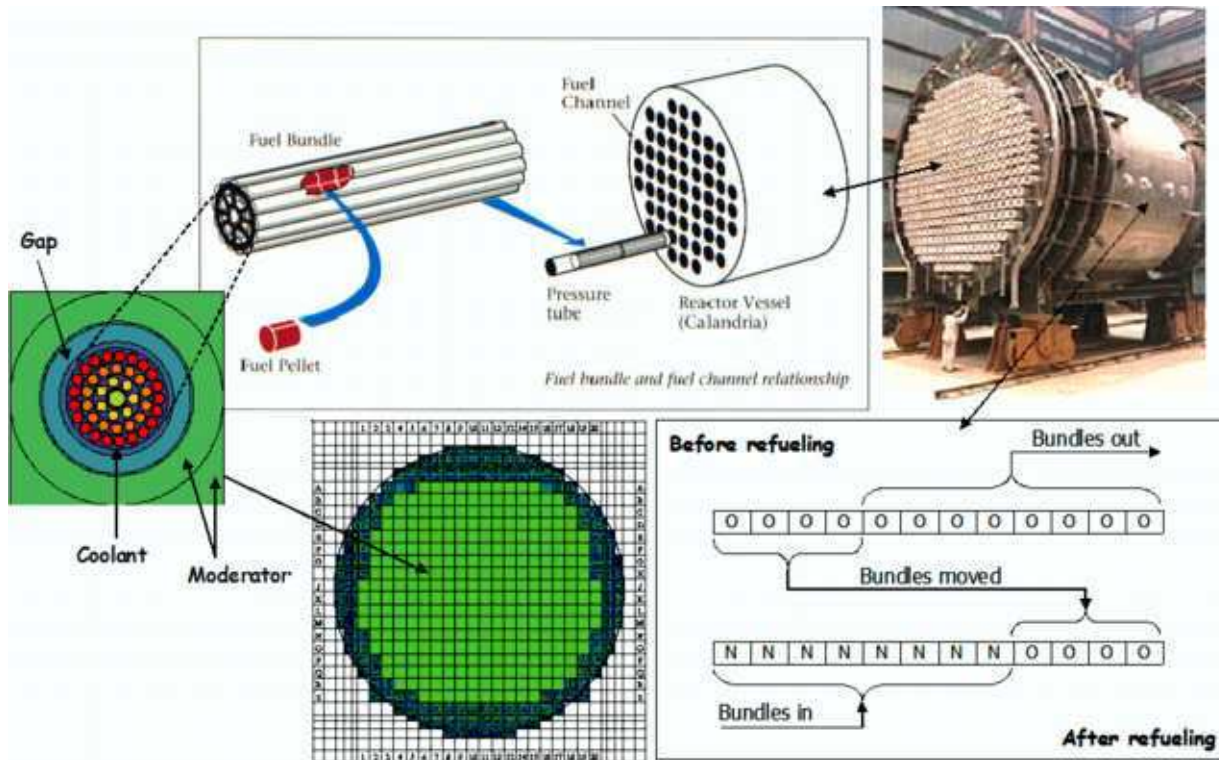 Fuel Bundle
Fuel
Channel
Gap
Pressure
tube
Reactor Vessel
(Calandria)
Fuel Pellet
Fuel bundle and fuel channel relationship
Coolant
Moderator
Before refueling
Bundles out
O O O O O O O O O O O O
Bundles moved
N N N N N N N N O O O O
Bundles in
After refueling